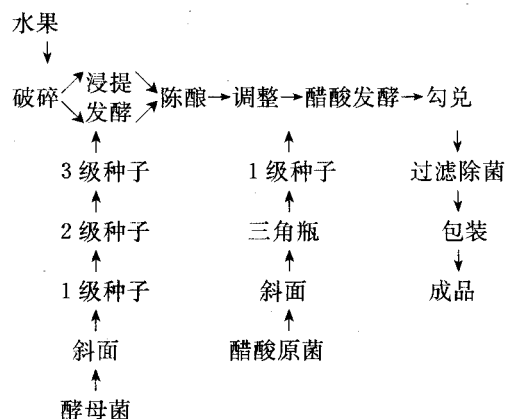 水果
破碎 浸提 发酵 陈酿→调整→醋酸发酵→勾兑
3级种子 1级种子 过滤除菌
2级种子 三角瓶 包装
1级种子 斜面 成品
斜面 醋酸原菌
酵母菌